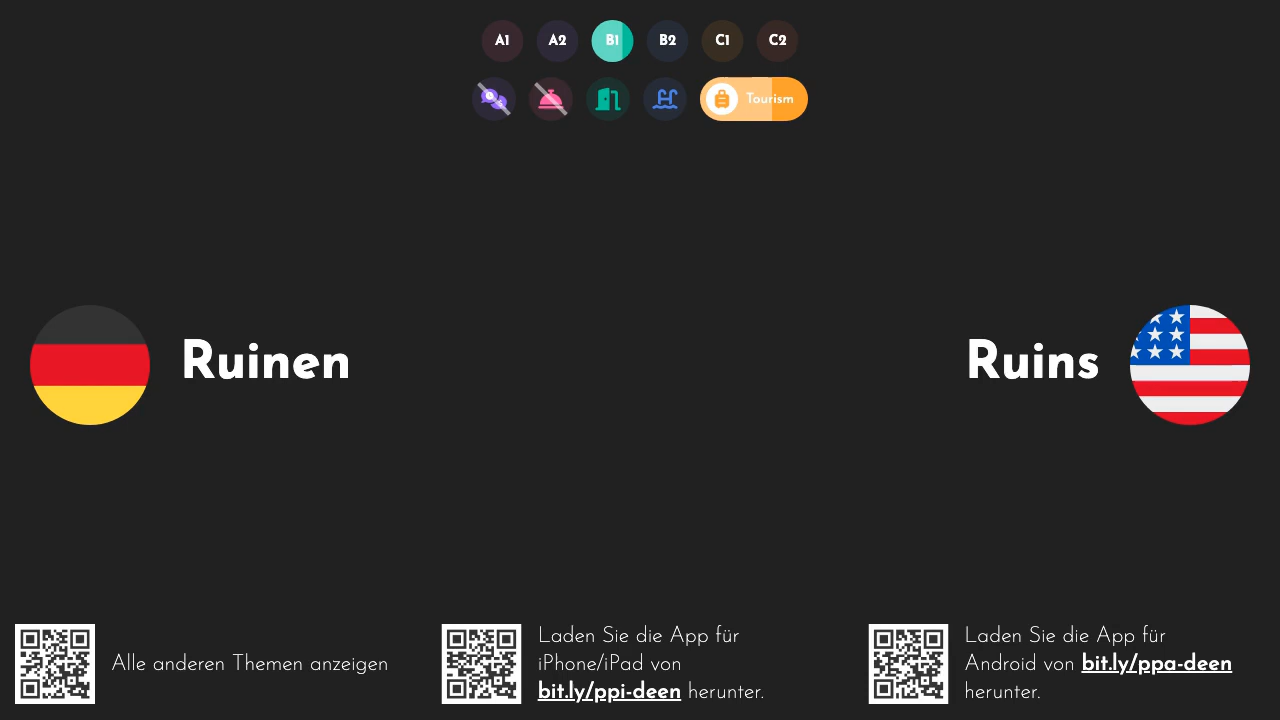 A1 A2 B1 B2 C1 C2
Tourism
Ruinen
Ruins
Alle anderen Themen anzeigen
Laden Sie die App für
iPhone/iPad von
bit.ly/ppi-deen herunter.
Laden Sie die App für
Android von bit.ly/ppa-deen
herunter.